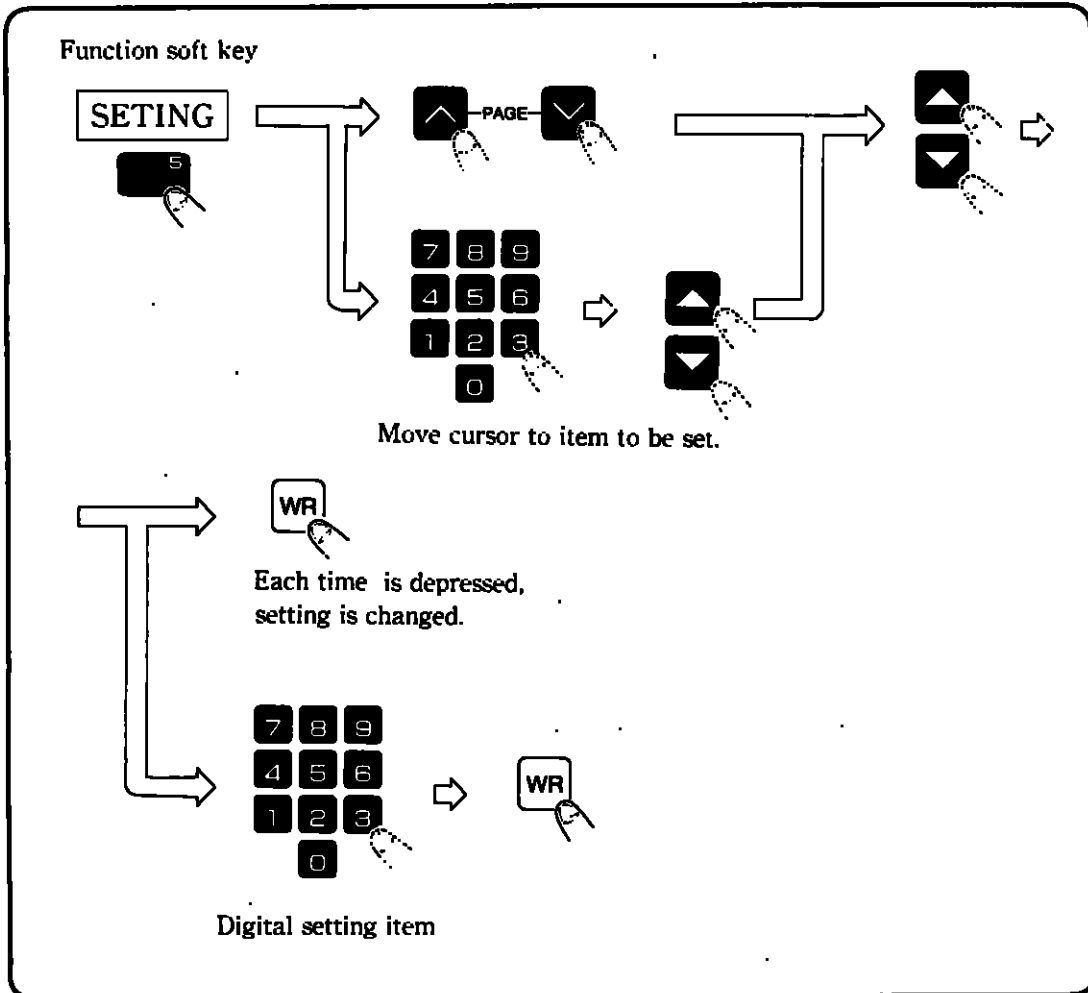 Function soft key
SETING
5
PAGE
7 8 9
4 5 6
1 2 3
0
Move cursor to item to be set.
WR
Each time is depressed,
setting is changed.
7 8 9
4 5 6
1 2 3
0
WR
Digital setting item